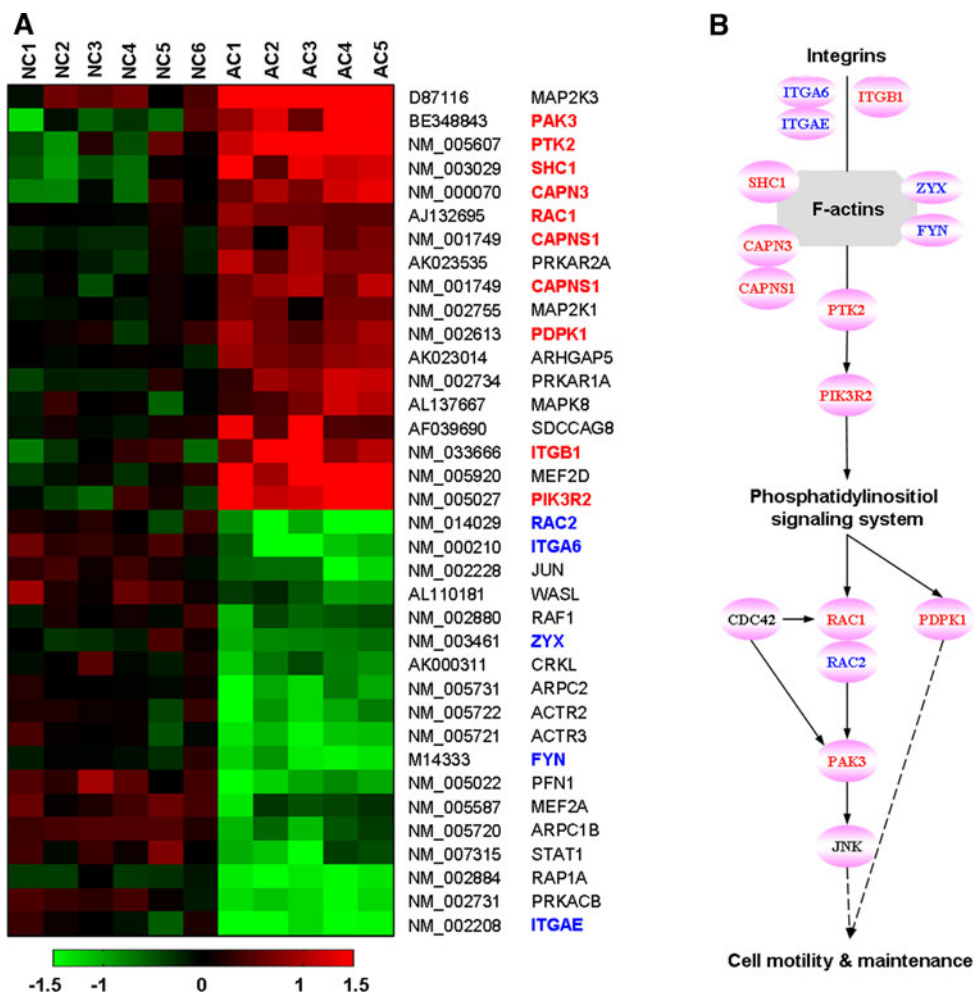 A
NC1 NC2 NC3 NC4 NC5 NC6 AC1 AC2 AC3 AC4 AC5
D87116 MAP2K3
BE348843 PAK3
NM_005607 PTK2
NM_003029 SHC1
NM_000070 CAPN3
AJ132695 RAC1
NM_001749 CAPNS1
AK023535 PRKAR2A
NM_001749 CAPNS1
NM_002755 MAP2K1
NM_002613 PDPK1
AK023014 ARHGAP5
NM_002734 PRKAR1A
AL137667 MAPK8
AF039690 SDCCAG8
NM_033666 ITGB1
NM_005920 MEF2D
NM_005027 PIK3R2
NM_014029 RAC2
NM_000210 ITGA6
NM_002228 JUN
AL110181 WASL
NM_002880 RAF1
NM_003461 ZYX
AK000311 CRKL
NM_005731 ARPC2
NM_005722 ACTR2
NM_005721 ACTR3
M14333 FYN
NM_005022 PFN1
NM_005587 MEF2A
NM_005720 ARPC1B
NM_007315 STAT1
NM_002884 RAP1A
NM_002731 PRKACB
NM_002208 ITGAE
-1.5 -1 0 1 1.5
B
Integrins
ITGA6
ITGB1
ITGAE
SHC1
ZYX
F-actins
FYN
CAPN3
CAPNS1
PTK2
PIK3R2
Phosphatidylinositiol
signaling system
CDC42
RAC1
PDPK1
RAC2
PAK3
JNK
Cell motility & maintenance